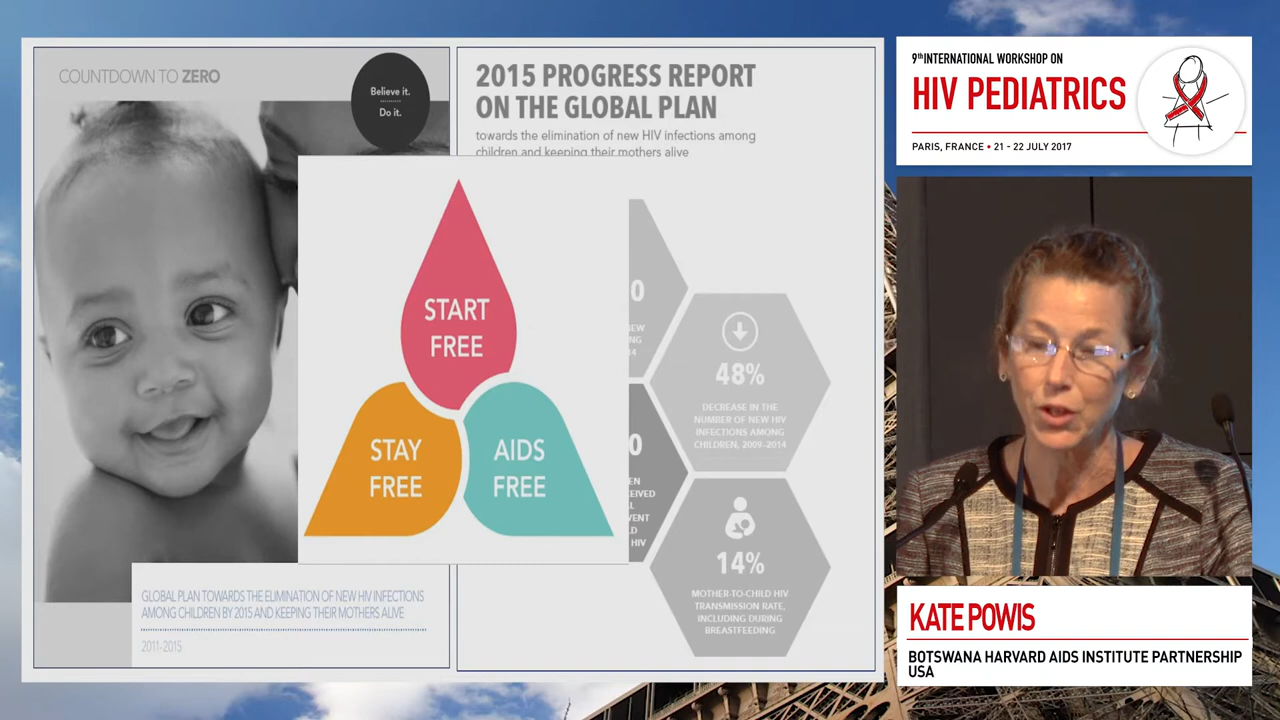 COUNTDOWN TO ZERO
Believe it.
Do it.
GLOBAL PLAN TOWARDS THE ELIMINATION OF NEW HIV INFECTIONS
AMONG CHILDREN BY 2015 AND KEEPING THEIR MOTHERS ALIVE
2011-2015
2015 PROGRESS REPORT
ON THE GLOBAL PLAN
towards the elimination of new HIV infections among
children and keeping their mothers alive
START
FREE
STAY
FREE
AIDS
FREE
48%
DECREASE IN THE
NUMBER OF NEW HIV
INFECTIONS AMONG
CHILDREN, 2009-2014
14%
MOTHER-TO-CHILD HIV
TRANSMISSION RATE,
INCLUDING DURING
BREASTFEEDING
9th INTERNATIONAL WORKSHOP ON
HIV PEDIATRICS
PARIS, FRANCE • 21 - 22 JULY 2017
KATE POWIS
BOTSWANA HARVARD AIDS INSTITUTE PARTNERSHIP
USA